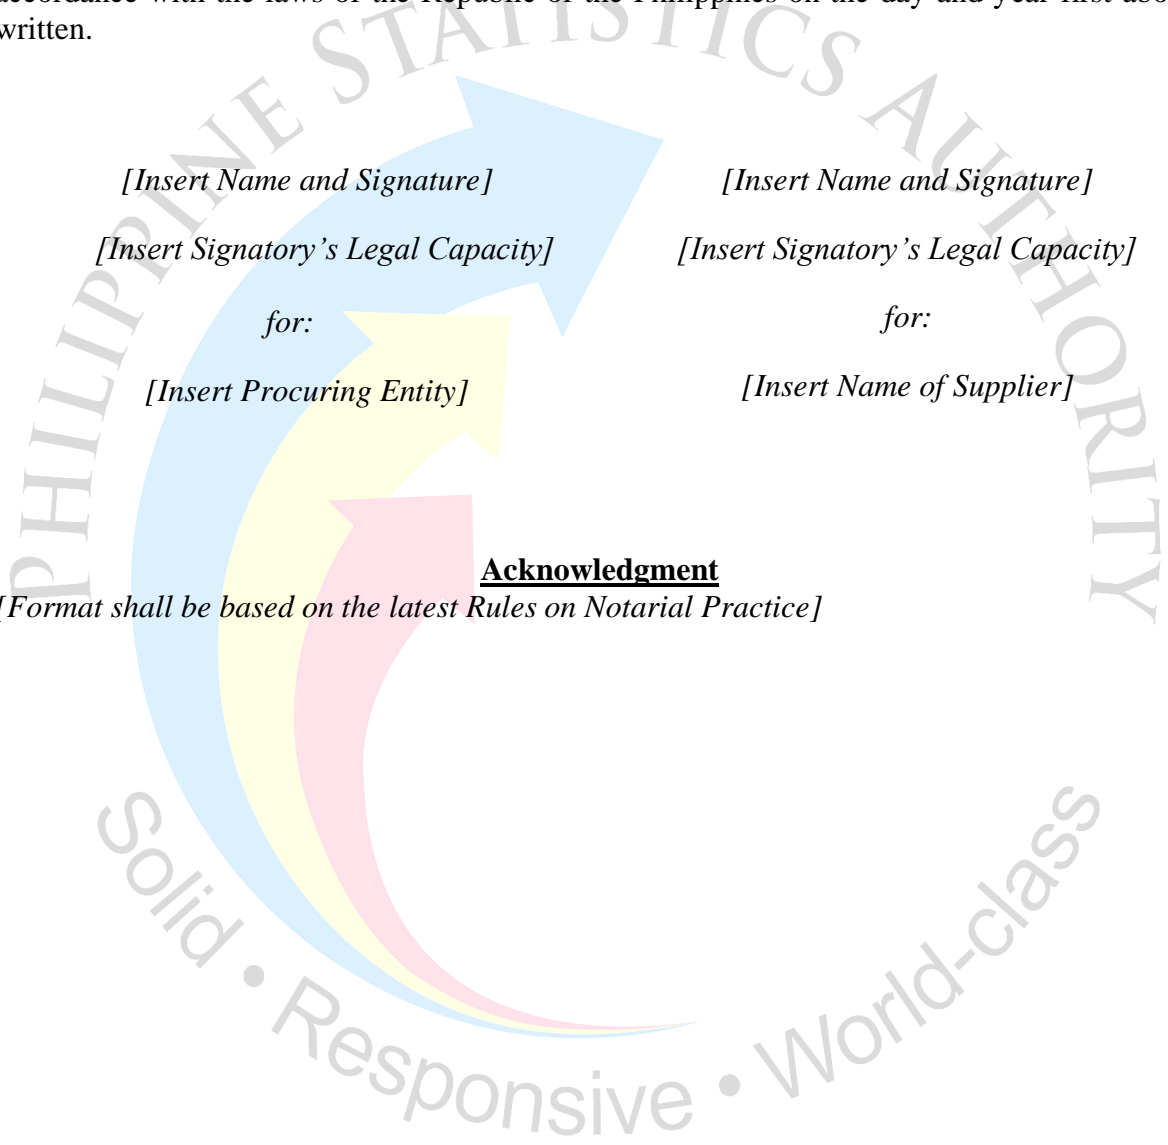 accordance with the laws of the Republic of the Philippines on the day and year first
written.
PHILIPPINE STATISTICS AUTHORITY
[Insert Name and Signature] [Insert Name and Signature]
[Insert Signatory’s Legal Capacity] [Insert Signatory’s Legal Capacity]
for: for:
[Insert Procuring Entity] [Insert Name of Supplier]
Acknowledgment
[Format shall be based on the latest Rules on Notarial Practice]
Solid • Responsive • World-class